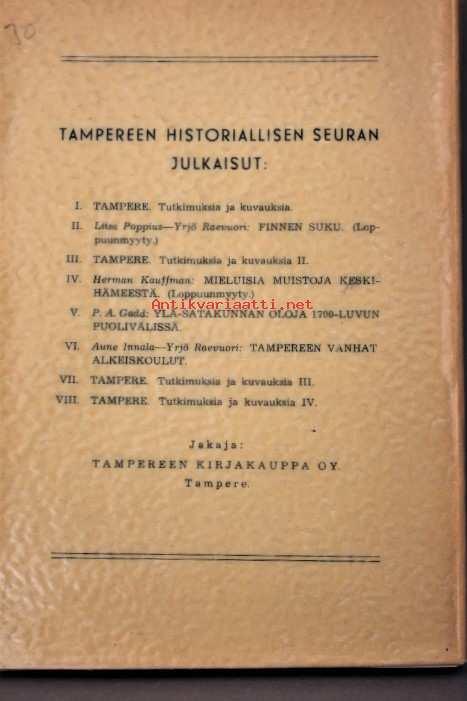 30
TAMPEREEN HISTORIALLISEN SEURAN
JULKAISUT:
I. TAMPERE. Tutkimuksia ja kuvauksia.
II. Liisa Poppius—Yrjö Raevuori: FINNEN SUKU. (Lop-
puunmyyty.)
III. TAMPERE. Tutkimuksia ja kuvauksia II.
IV. Herman Kauffman: MIELUISIA MUISTOJA KESKI-
HÄMEESTÄ. (Loppuunmyyty.)
Antikvariaatti.net
V. P. A. Gadd: YLÄ-SATAKUNNAN OLOJA 1700-LUVUN
PUOLIVÄLISSÄ.
VI. Aune Innala—Yrjö Raevuori: TAMPEREEN VANHAT
ALKEISKOULUT.
VII. TAMPERE. Tutkimuksia ja kuvauksia III.
VIII. TAMPERE. Tutkimuksia ja kuvauksia IV.
Jakaja:
TAMPEREEN KIRJAKAUPPA OY.
Tampere.